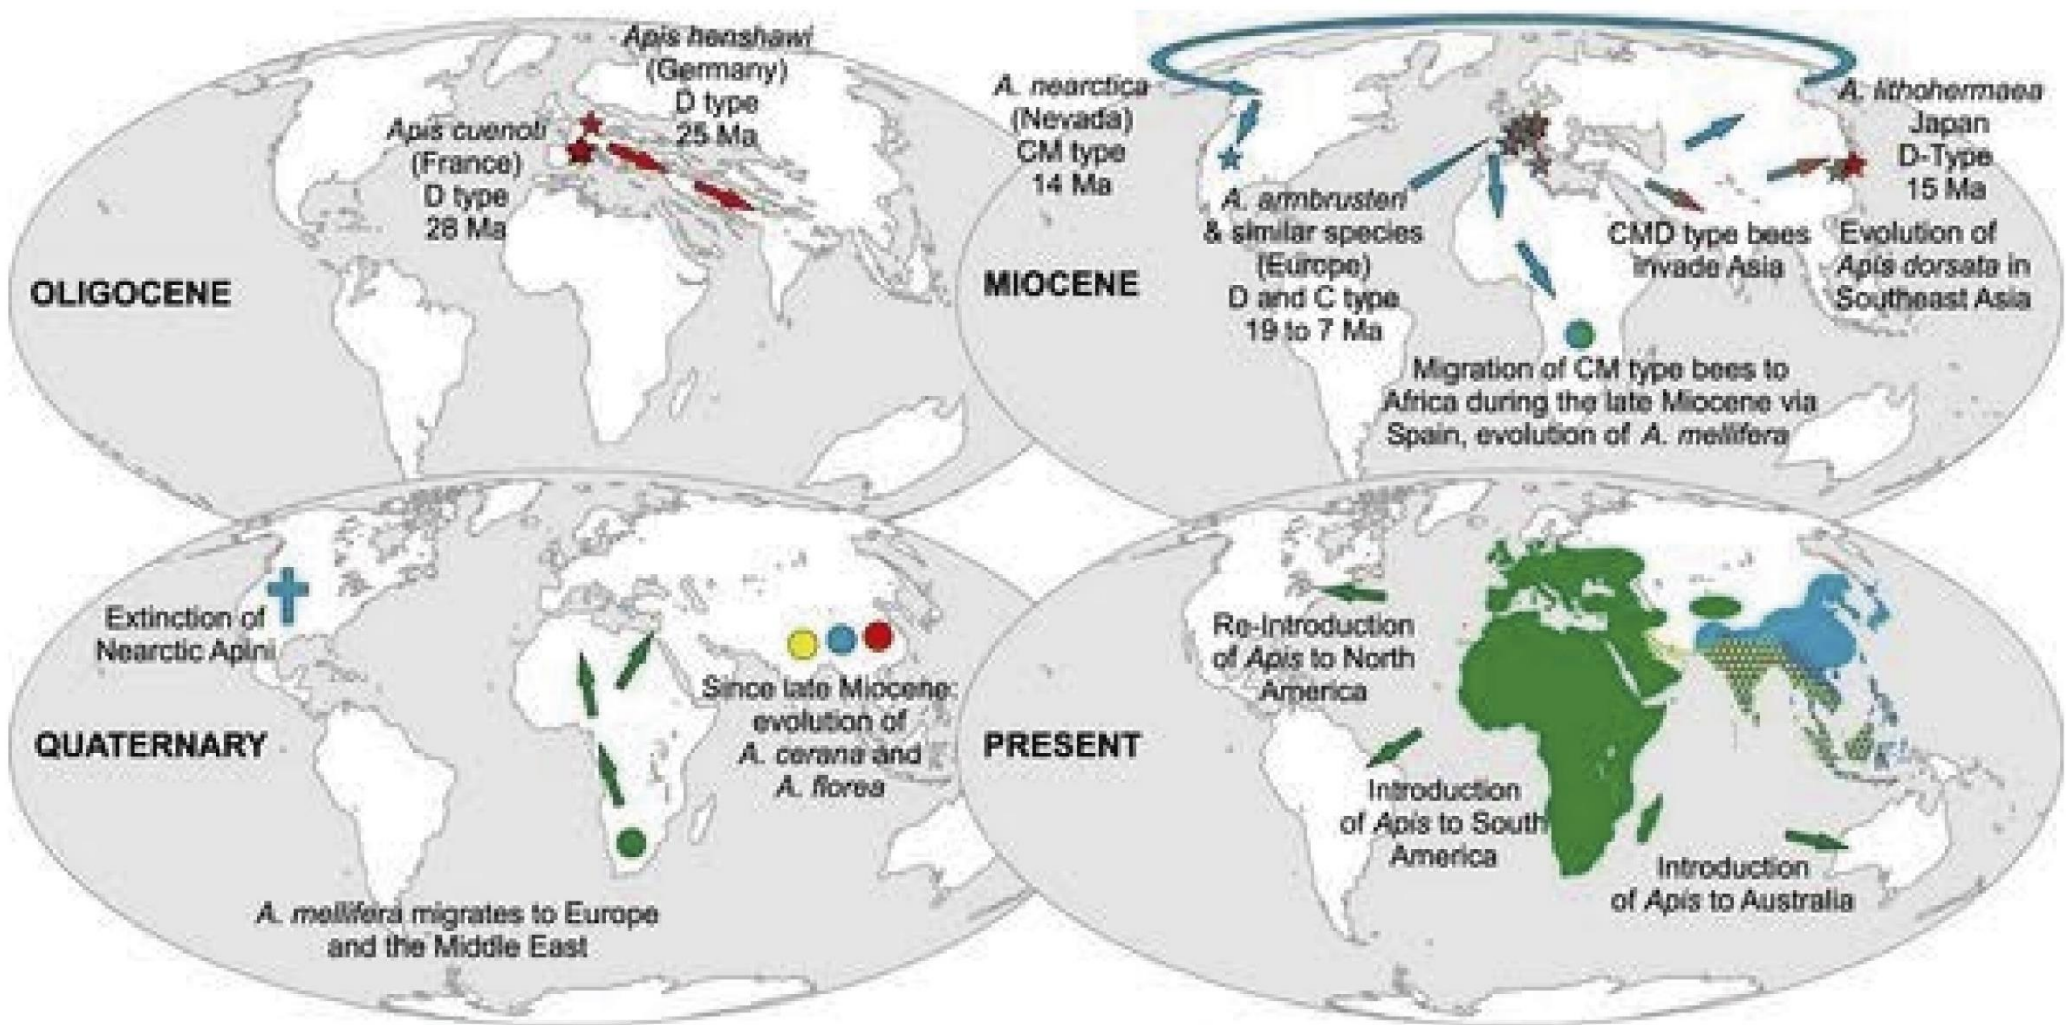 Apis henshawi
(Germany)
D type
25 Ma
Apis cuenoti
(France)
D type
28 Ma
OLIGOCENE
A. nearctica
(Nevada)
CM type
14 Ma
A. armbrusteri
& similar species
(Europe)
D and C type
19 to 7 Ma
A. lithohermaea
Japan
D-Type
15 Ma
CMD type bees
invade Asia
Evolution of
Apis dorsata in
Southeast Asia
MIOCENE
Migration of CM type bees to
Africa during the late Miocene via
Spain, evolution of A. mellifera
Extinction of
Nearctic Apini
QUATERNARY
Since late Miocene:
evolution of
A. cerana and
A. florea
A. mellifera migrates to Europe
and the Middle East
PRESENT
Re-Introduction
of Apis to North
America
Introduction
of Apis to South
America
Introduction
of Apis to Australia